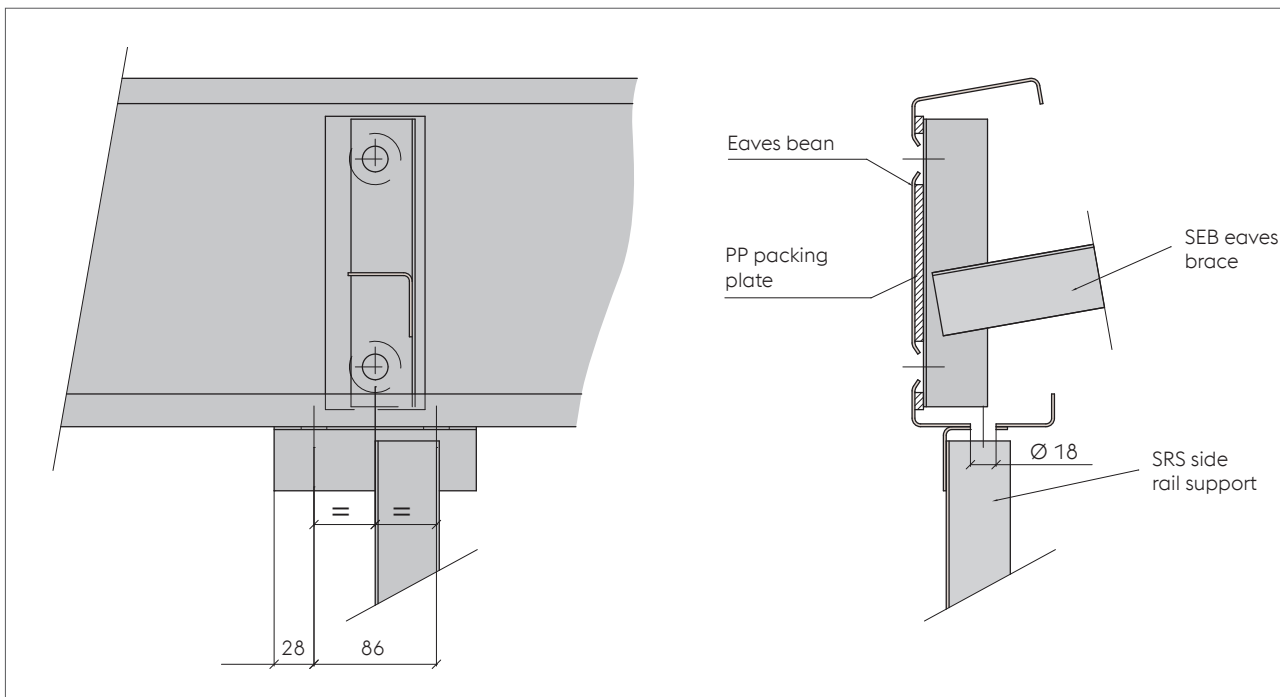 Eaves bean
PP packing
plate
SEB eaves
brace
Ø 18
SRS side
rail support
= =
28 86